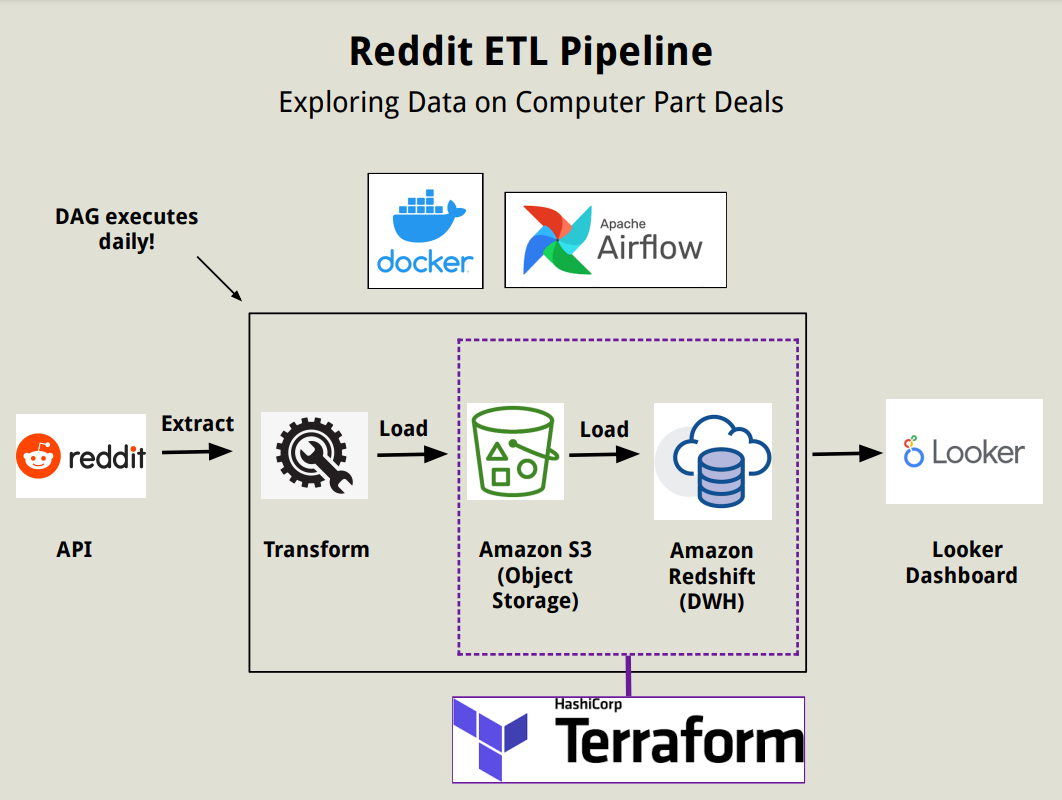 Reddit ETL Pipeline
Exploring Data on Computer Part Deals
DAG executes
daily!
docker
Apache
Airflow
Extract
Load
Load
reddit
Looker
API
Transform
Amazon S3
(Object
Storage)
Amazon
Redshift
(DWH)
Looker
Dashboard
HashiCorp
Terraform